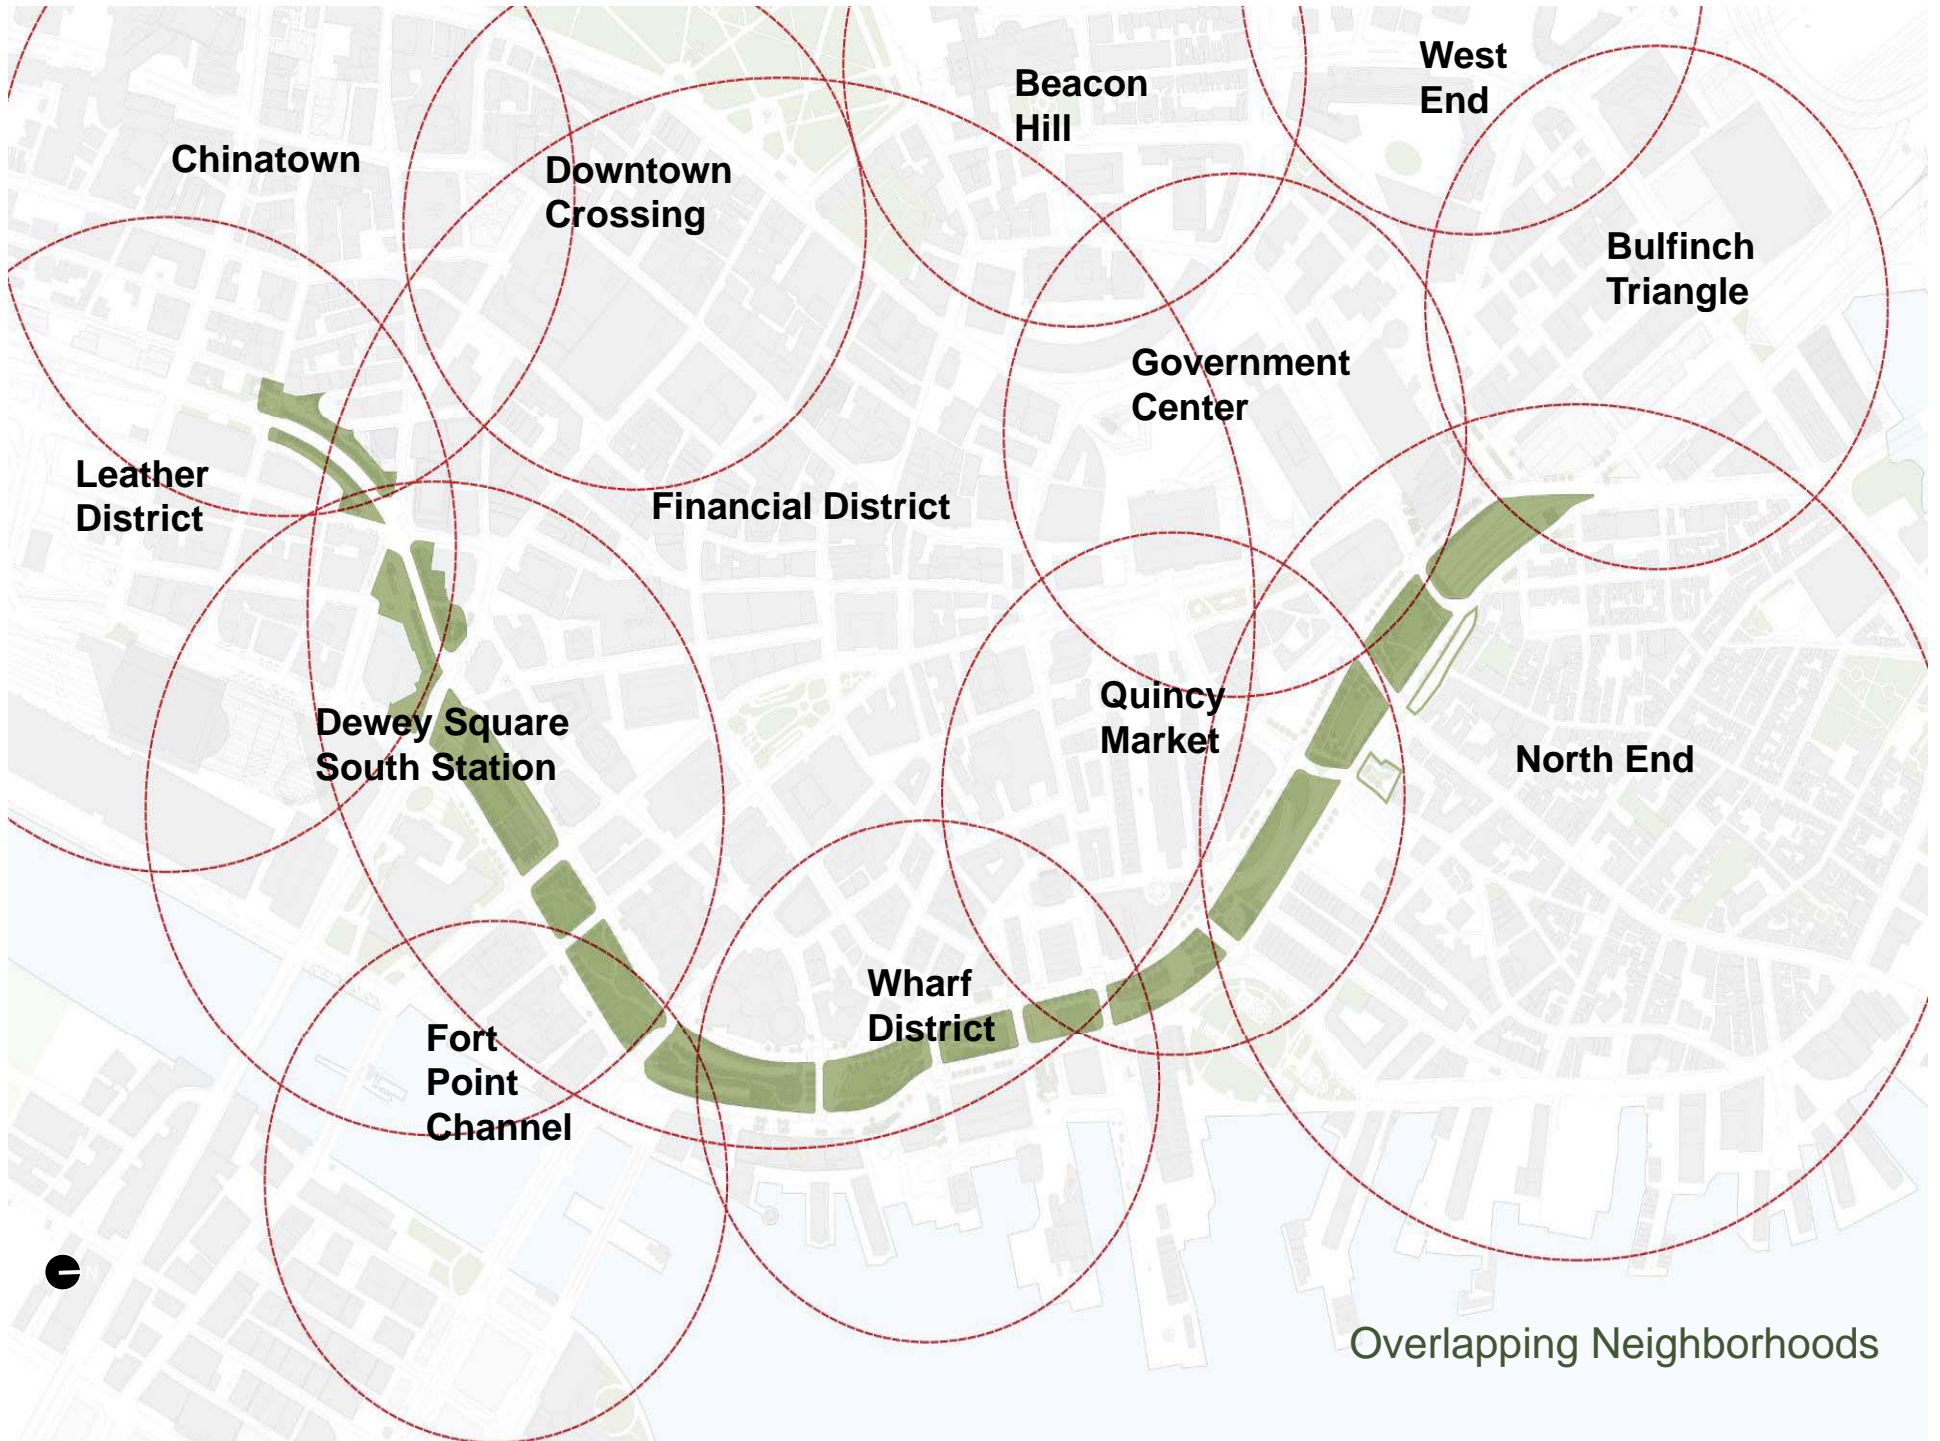 West
End
Beacon
Hill
Chinatown
Downtown
Crossing
Bulfinch
Triangle
Government
Center
Leather
District
Financial District
Quincy
Market
Dewey Square
South Station
North End
Wharf
District
Fort
Point
Channel
N
Overlapping Neighborhoods